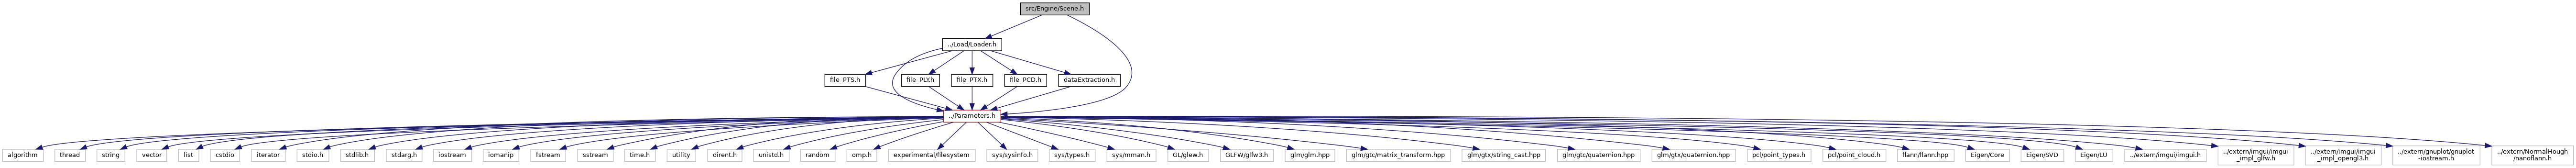 src/Engine/Scene.h
../Load/Loader.h
file_PTS.h
file_PLY.h
file_PTX.h
file_PCD.h
dataExtraction.h
../Parameters.h
algorithm
thread
string
vector
list
cstdio
iterator
stdio.h
stdlib.h
stdarg.h
iostream
iomanip
fstream
sstream
time.h
utility
dirent.h
unistd.h
random
omp.h
experimental/filesystem
sys/sysinfo.h
sys/types.h
sys/mman.h
GL/glew.h
GLFW/glfw3.h
glm/glm.hpp
glm/gtc/matrix_transform.hpp
glm/gtx/string_cast.hpp
glm/gtc/quaternion.hpp
glm/gtx/quaternion.hpp
pcl/point_types.h
pcl/point_cloud.h
flann/flann.hpp
Eigen/Core
Eigen/SVD
Eigen/LU
../extern/imgui/imgui.h
../extern/imgui/imgui
_impl_glfw.h
../extern/imgui/imgui
_impl_opengl3.h
../extern/gnuplot/gnuplot
-iostream.h
../extern/NormalHough
/nanoflann.h